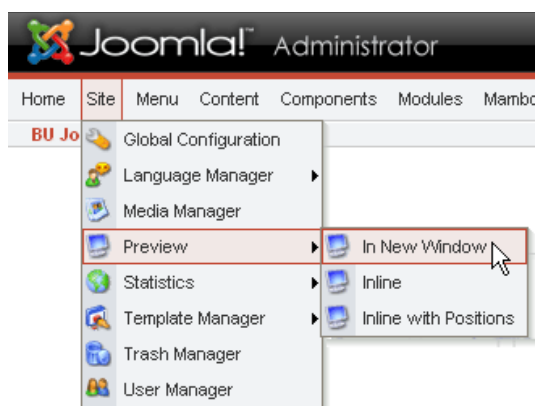 Joomla!™ Administrator
Home Site Menu Content Components Modules
BU Jo
Global Configuration
Language Manager
Media Manager
Preview
In New Window
Statistics
Inline
Template Manager
Inline with Positions
Trash Manager
User Manager